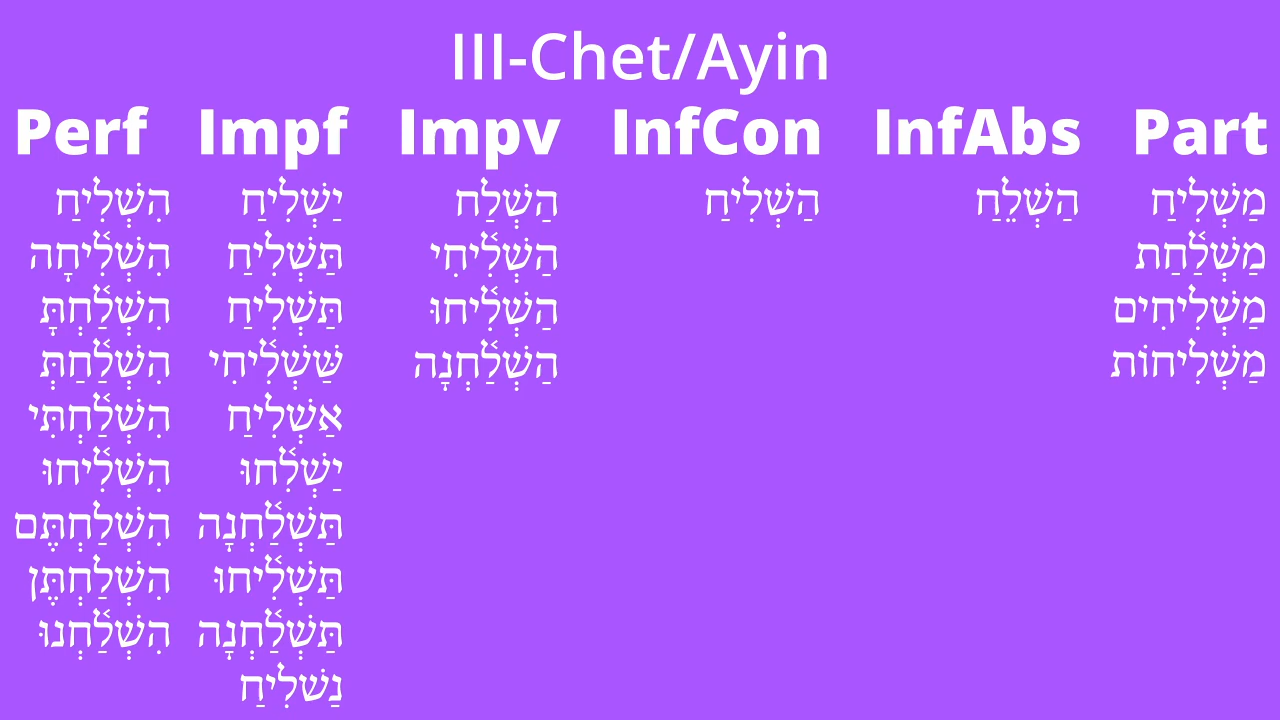 III-Chet/Ayin
Perf Impf Impv InfCon InfAbs Part
הִשְׁלִיחַ יַשְׁלִיחַ הַשְׁלַח הַשְׁלִיחַ הַשְׁלֵחַ מַשְׁלִיחַ
הִשְׁלִ֫יחָה תַּשְׁלִיחַ הַשְׁלִ֫יחִי מַשְׁלַ֫חַת
הִשְׁלַ֫חְתָּ תַּשְׁלִיחַ הַשְׁלִ֫יחוּ מַשְׁלִיחִים
הִשְׁלַ֫חַתְּ שַּׁשְׁלִ֫יחִי הַשְׁלַ֫חְנָה מַשְׁלִיחוֹת
הִשְׁלַ֫חְתִּי אַשְׁלִיחַ
הִשְׁלִ֫יחוּ יַשְׁלִ֫חוּ
הִשְׁלַחְתֶּם תַּשְׁלַ֫חְנָה
הִשְׁלַחְתֶּן תַּשְׁלִ֫יחוּ
הִשְׁלַ֫חְנוּ תַּשְׁלַ֫חְנָה
נַשׁלִיחַ